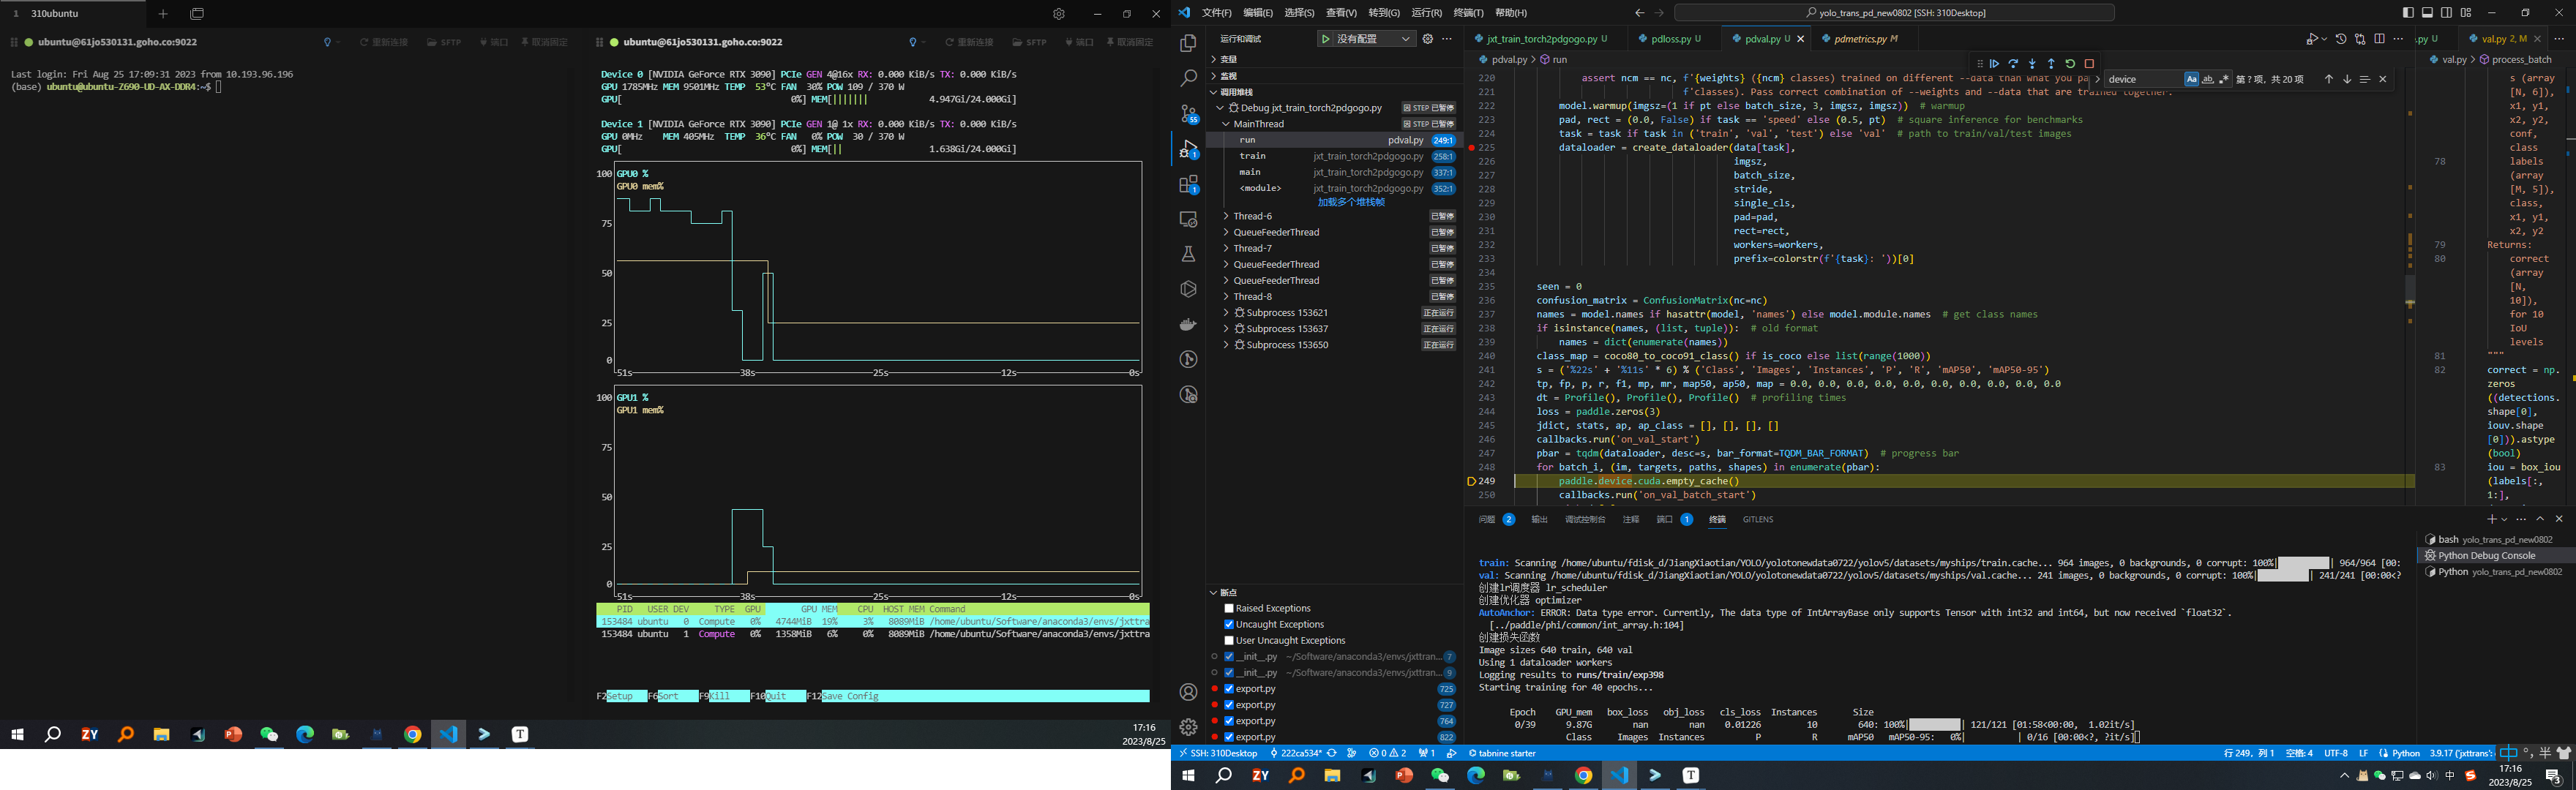 1 310ubuntu
ubuntu@61jo530131.goho.co:9022
重新连接 SFTP 端口 取消固定
Last login: Fri Aug 25 17:09:31 2023 from 10.193.96.196
(base) ubuntu@ubuntu-Z690-UD-AX-DDR4:~$
ubuntu@61jo530131.goho.co:9022
重新连接 SFTP 端口 取消固定
Device 0 [NVIDIA GeForce RTX 3090] PCIe GEN 4@16x RX: 0.000 KiB/s TX: 0.000 KiB/s
GPU 1785MHz MEM 9501MHz TEMP 53°C FAN 30% POW 109 / 370 W
GPU[ 0%] MEM[||||||| 4.947Gi/24.000Gi]
Device 1 [NVIDIA GeForce RTX 3090] PCIe GEN 1@ 1x RX: 0.000 KiB/s TX: 0.000 KiB/s
GPU 0MHz MEM 405MHz TEMP 36°C FAN 0% POW 30 / 370 W
GPU[ 0%] MEM[|| 1.638Gi/24.000Gi]
100 GPU0 %
GPU0 mem%
75
50
25
0
51s 38s 25s 12s 0s
100 GPU1 %
GPU1 mem%
75
50
25
0
51s 38s 25s 12s 0s
PID USER DEV TYPE GPU GPU MEM CPU HOST MEM Command
153484 ubuntu 0 Compute 0% 4744MiB 19% 3% 8089MiB /home/ubuntu/Software/anaconda3/envs/jxttra
153484 ubuntu 1 Compute 0% 1358MiB 6% 0% 8089MiB /home/ubuntu/Software/anaconda3/envs/jxttra
F2Setup F6Sort F9Kill F10Quit F12Save Config
17:16
2023/8/25
文件(F) 编辑(E) 选择(S) 查看(V) 转到(G) 运行(R) 终端(T) 帮助(H)
yolo_trans_pd_new0802 [SSH: 310Desktop]
运行和调试 没有配置
变量
监视
调用堆栈
Debug jxt_train_torch2pdgogo.py 因 STEP 已暂停
MainThread 因 STEP 已暂停
run pdval.py 249:1
train jxt_train_torch2pdgogo.py 258:1
main jxt_train_torch2pdgogo.py 337:1
<module> jxt_train_torch2pdgogo.py 352:1
加载多个堆栈帧
Thread-6 已暂停
QueueFeederThread 已暂停
Thread-7 已暂停
QueueFeederThread 已暂停
QueueFeederThread 已暂停
Thread-8 已暂停
Subprocess 153621 正在运行
Subprocess 153637 正在运行
Subprocess 153650 正在运行
断点
Raised Exceptions
Uncaught Exceptions
User Uncaught Exceptions
__init__.py ~/Software/anaconda3/envs/jxttran... 7
__init__.py ~/Software/anaconda3/envs/jxttran... 9
export.py 725
export.py 727
export.py 764
export.py 822
jxt_train_torch2pdgogo.py U pdloss.py U pdval.py U pdmetrics.py M
pdval.py > run
device 第 ? 项，共 20 项
220 assert ncm == nc, f'{weights} ({ncm} classes) trained on different --data than what you pa
221 f'classes). Pass correct combination of --weights and --data that are trained together.'
222 model.warmup(imgsz=(1 if pt else batch_size, 3, imgsz, imgsz)) # warmup
223 pad, rect = (0.0, False) if task == 'speed' else (0.5, pt) # square inference for benchmarks
224 task = task if task in ('train', 'val', 'test') else 'val' # path to train/val/test images
225 dataloader = create_dataloader(data[task],
226 imgsz,
227 batch_size,
228 stride,
229 single_cls,
230 pad=pad,
231 rect=rect,
232 workers=workers,
233 prefix=colorstr(f'{task}: '))[0]
234
235 seen = 0
236 confusion_matrix = ConfusionMatrix(nc=nc)
237 names = model.names if hasattr(model, 'names') else model.module.names # get class names
238 if isinstance(names, (list, tuple)): # old format
239 names = dict(enumerate(names))
240 class_map = coco80_to_coco91_class() if is_coco else list(range(1000))
241 s = ('%22s' + '%11s' * 6) % ('Class', 'Images', 'Instances', 'P', 'R', 'mAP50', 'mAP50-95')
242 tp, fp, p, r, f1, mp, mr, map50, ap50, map = 0.0, 0.0, 0.0, 0.0, 0.0, 0.0, 0.0, 0.0, 0.0, 0.0
243 dt = Profile(), Profile(), Profile() # profiling times
244 loss = paddle.zeros(3)
245 jdict, stats, ap, ap_class = [], [], [], []
246 callbacks.run('on_val_start')
247 pbar = tqdm(dataloader, desc=s, bar_format=TQDM_BAR_FORMAT) # progress bar
248 for batch_i, (im, targets, paths, shapes) in enumerate(pbar):
249 paddle.device.cuda.empty_cache()
250 callbacks.run('on_val_batch_start')
.py U val.py 2, M
val.py > process_batch
s (array
[N, 6]),
x1, y1,
x2, y2,
conf,
class
78 labels
(array
[M, 5]),
class,
x1, y1,
x2, y2
79 Returns:
80 correct
(array
[N,
10]),
for 10
IoU
levels
81 """
82 correct = np.
zeros
((detections.
shape[0],
iouv.shape
[0])).astype
(bool)
83 iou = box_iou
(labels[:,
1:],
问题 2 输出 调试控制台 注释 端口 1 终端 GITLENS
train: Scanning /home/ubuntu/fdisk_d/JiangXiaotian/YOLO/yolotonewdata0722/yolov5/datasets/myships/train.cache... 964 images, 0 backgrounds, 0 corrupt: 100%| | 964/964 [00:
val: Scanning /home/ubuntu/fdisk_d/JiangXiaotian/YOLO/yolotonewdata0722/yolov5/datasets/myships/val.cache... 241 images, 0 backgrounds, 0 corrupt: 100%| | 241/241 [00:00<?
创建lr调度器 lr_scheduler
创建优化器 optimizer
AutoAnchor: ERROR: Data type error. Currently, The data type of IntArrayBase only supports Tensor with int32 and int64, but now received `float32`.
[../paddle/phi/common/int_array.h:104]
创建损失函数
Image sizes 640 train, 640 val
Using 1 dataloader workers
Logging results to runs/train/exp398
Starting training for 40 epochs...
Epoch GPU_mem box_loss obj_loss cls_loss Instances Size
0/39 9.87G nan nan 0.01226 10 640: 100%| | 121/121 [01:58<00:00, 1.02it/s]
Class Images Instances P R mAP50 mAP50-95: 0%| | 0/16 [00:00<?, ?it/s]
bash yolo_trans_pd_new0802
Python Debug Console
Python yolo_trans_pd_new0802
SSH: 310Desktop 222ca534* 0 2 1 tabnine starter
行 249, 列 1 空格: 4 UTF-8 LF Python 3.9.17 ('jxttrans':
17:16
2023/8/25